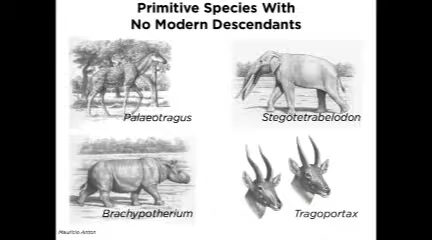 Primitive Species With
No Modern Descendants
Palaeotragus
Stegotetrabelodon
Brachypotherium
Tragoportax
Mauricio Anton